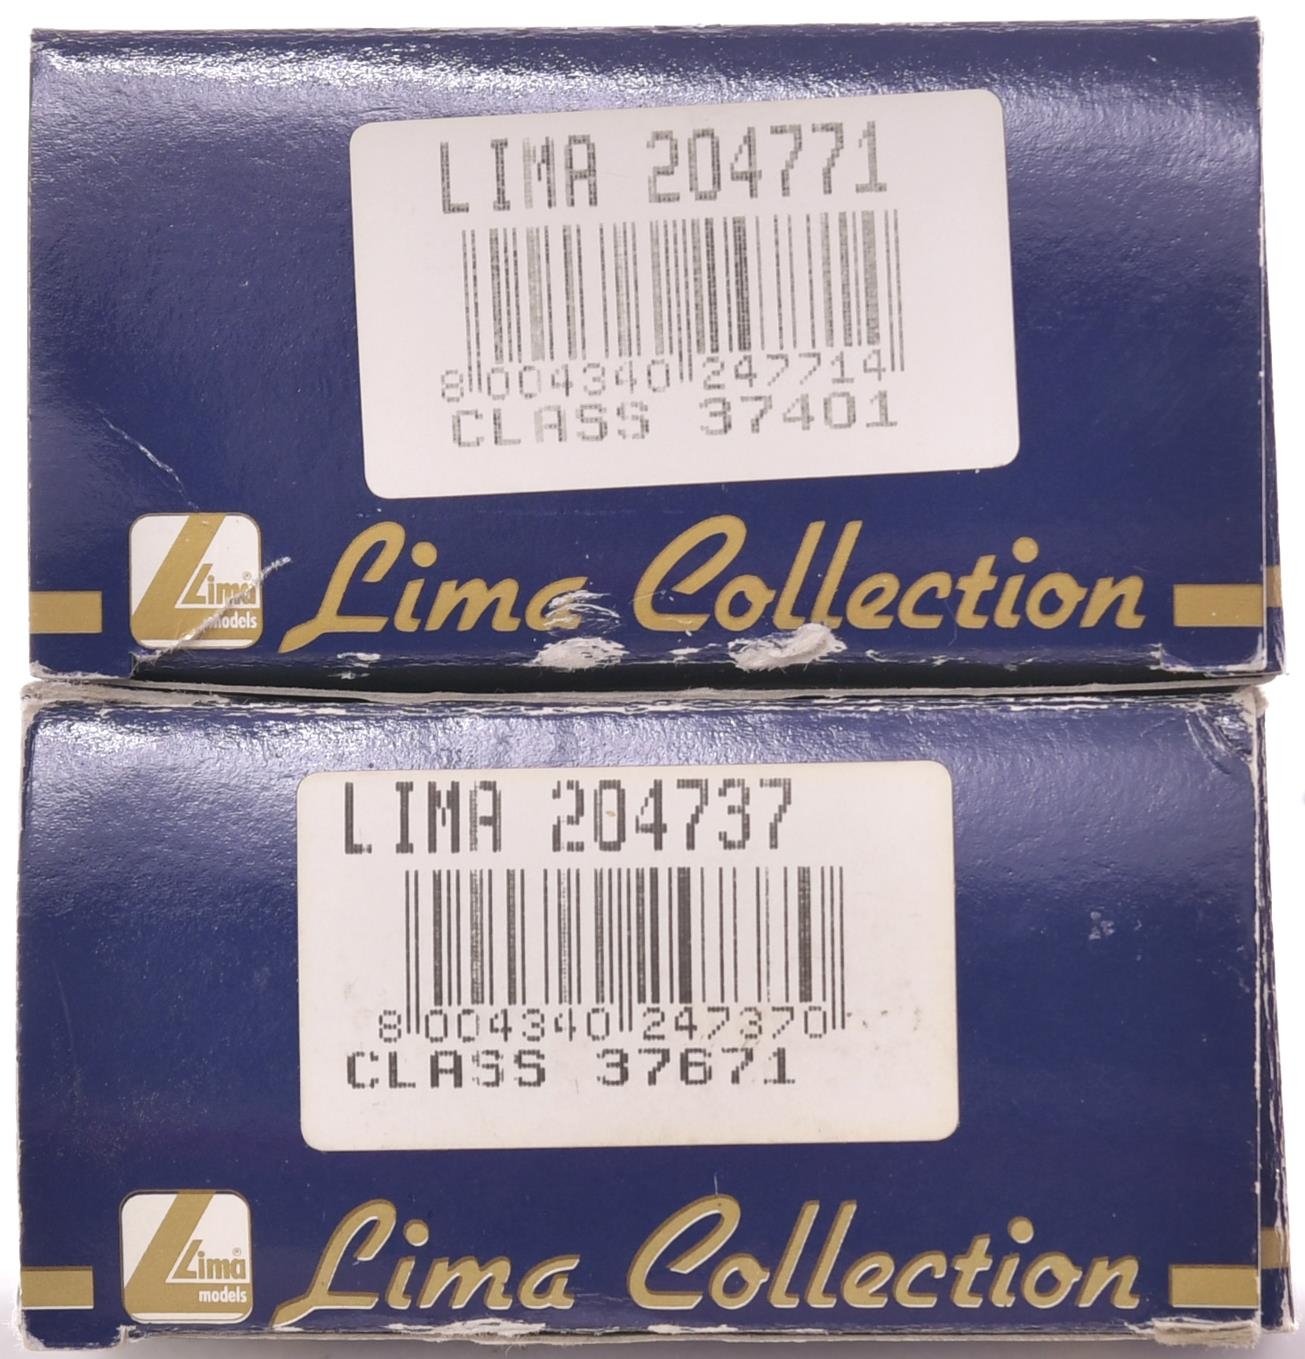 LIMA 204771
8 004340 247714
CLASS 37401
Lima®
models
Lima Collection
LIMA 204737
8 004340 247370
CLASS 37671
Lima®
models
Lima Collection